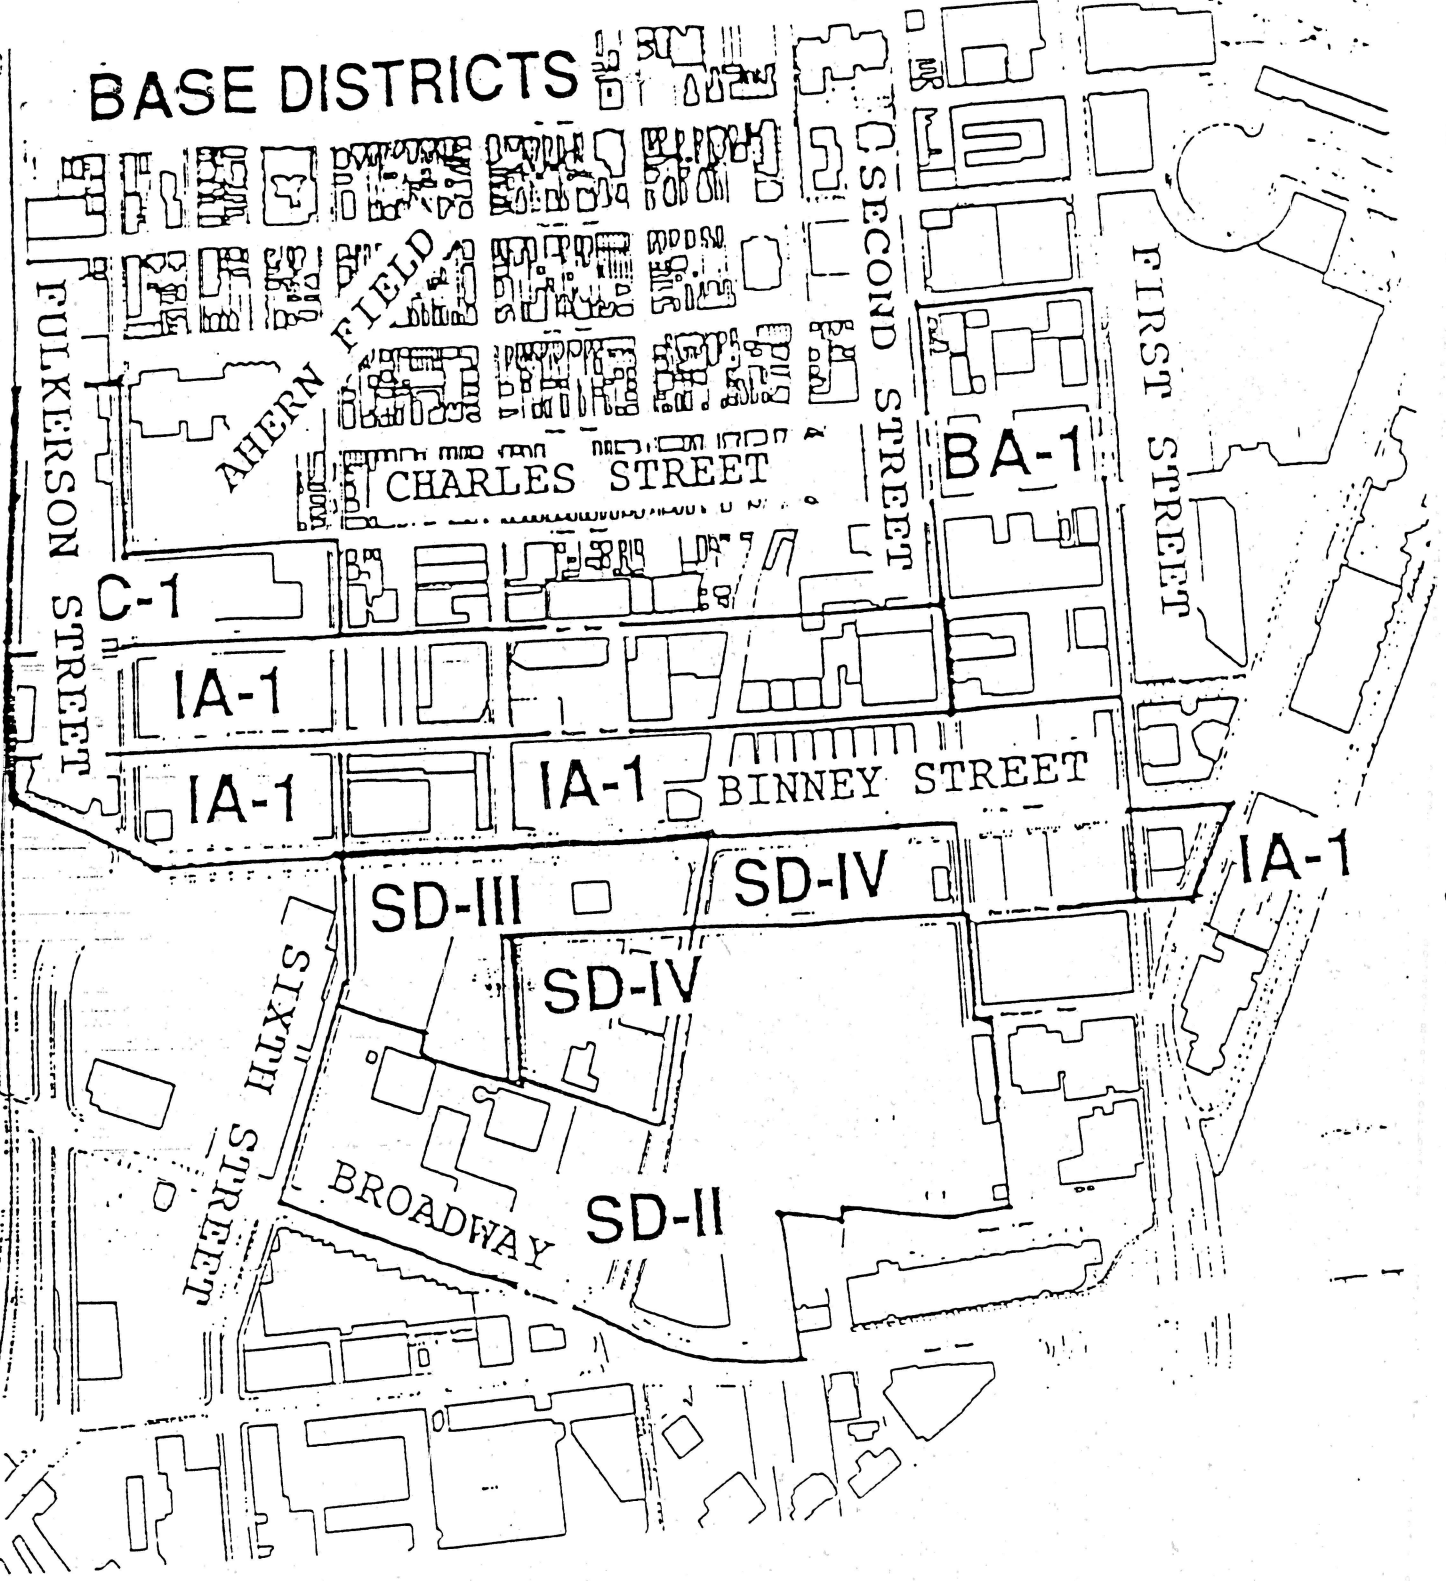 BASE DISTRICTS
FULKERSON STREET
AHERN FIELD
SECOND STREET
FIRST STREET
BA-1
CHARLES STREET
C-1
IA-1
IA-1
IA-1
BINNEY STREET
IA-1
SD-III
SD-IV
SD-IV
SIXTH STREET
BROADWAY
SD-II